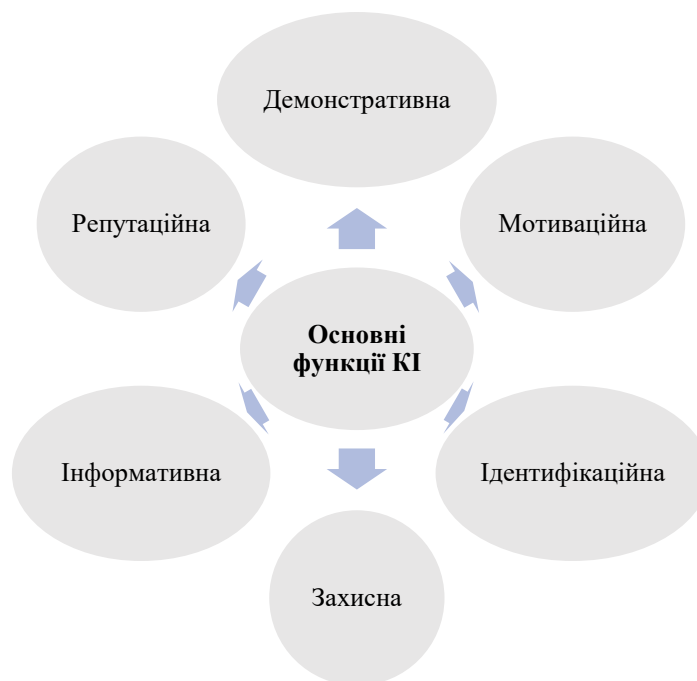 Демонстративна
Репутаційна
Мотиваційна
Основні
функції КІ
Інформативна
Ідентифікаційна
Захисна